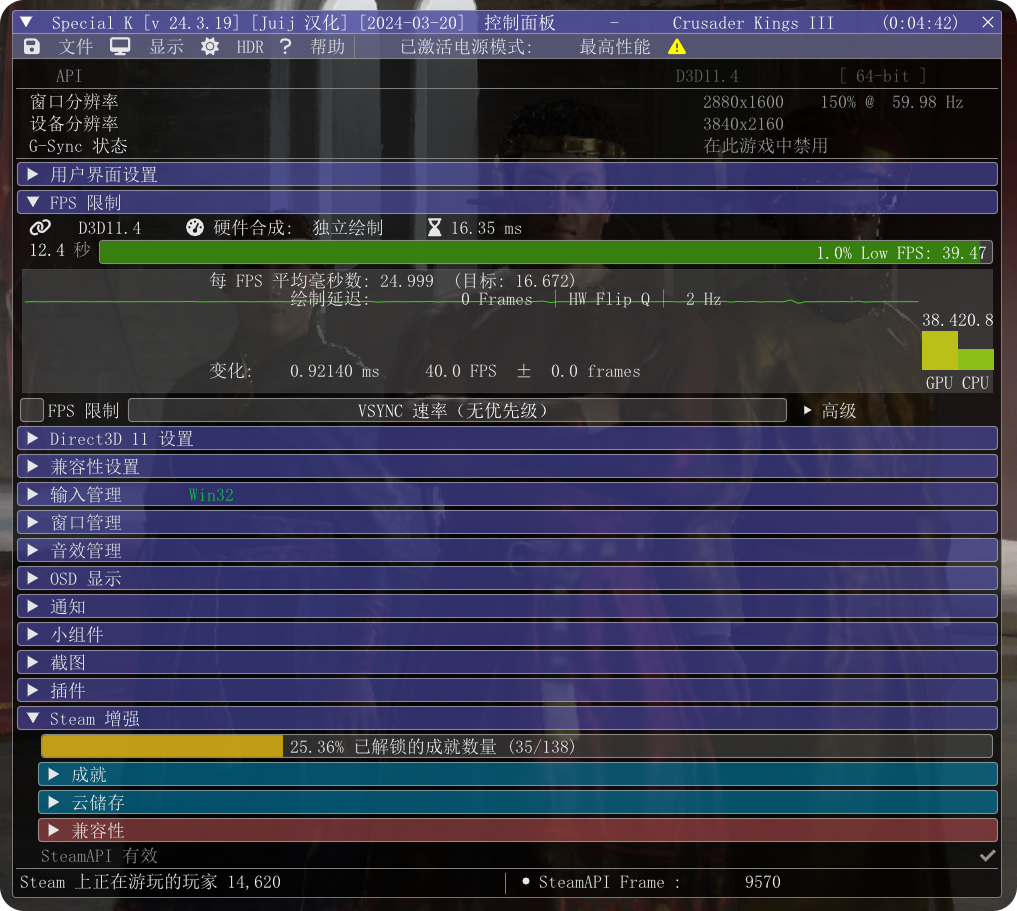 Special K [v 24.3.19] [Juij 汉化] [2024-03-20] 控制面板 - Crusader Kings III (0:04:42)
文件 显示 HDR ? 帮助 已激活电源模式: 最高性能
API D3D11.4 [ 64-bit ]
窗口分辨率 2880x1600 150% @ 59.98 Hz
设备分辨率 3840x2160
G-Sync 状态 在此游戏中禁用
用户界面设置
FPS 限制
D3D11.4 硬件合成: 独立绘制 16.35 ms
12.4 秒 1.0% Low FPS: 39.47
每 FPS 平均毫秒数: 24.999 (目标: 16.672)
绘制延迟: 0 Frames | HW Flip Q | 2 Hz
38.420.8
变化: 0.92140 ms 40.0 FPS ± 0.0 frames
GPU CPU
FPS 限制 VSYNC 速率（无优先级） 高级
Direct3D 11 设置
兼容性设置
输入管理 Win32
窗口管理
音效管理
OSD 显示
通知
小组件
截图
插件
Steam 增强
25.36% 已解锁的成就数量 (35/138)
成就
云储存
兼容性
SteamAPI 有效
Steam 上正在游玩的玩家 14,620 | • SteamAPI Frame : 9570